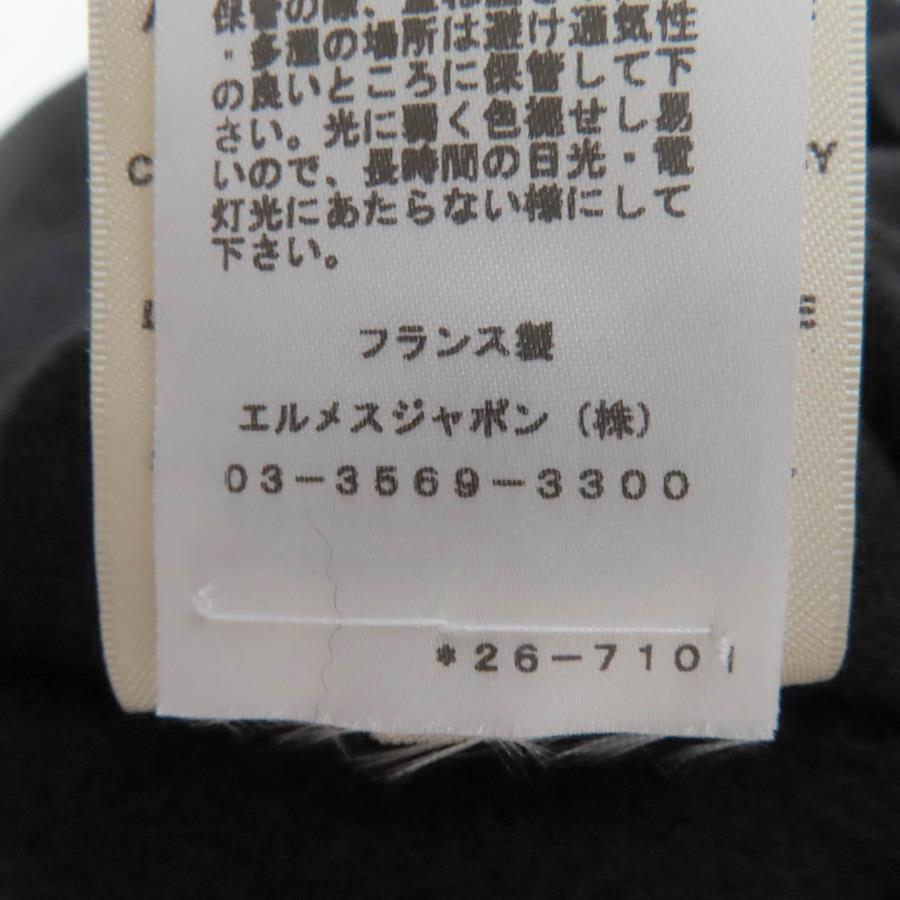 ・多湿の場所は避け通気性
の良いところに保管して下
さい。光に弱く色褪せし易
いので、長時間の日光・電
灯光にあたらない様にして
下さい。
フランス製
エルメスジャポン（株）
03-3569-3300
*26-7101